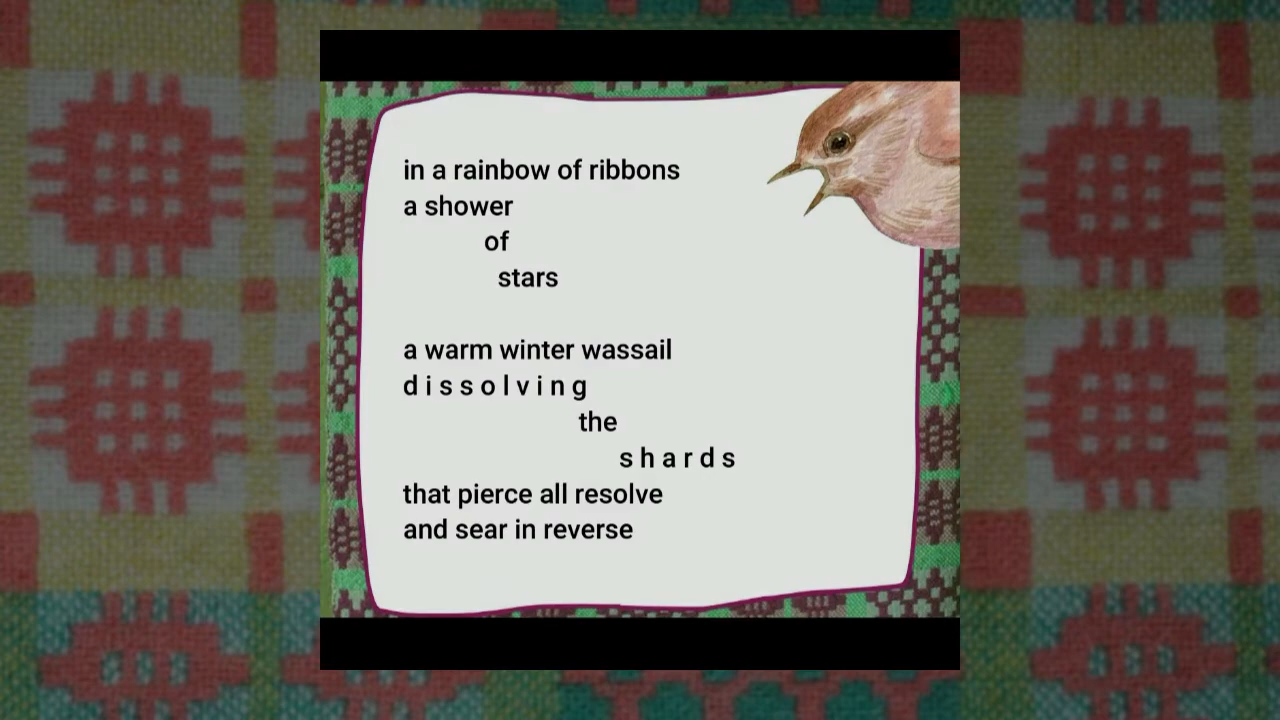 in a rainbow of ribbons
a shower
of
stars
a warm winter wassail
d i s s o l v i n g
the
s h a r d s
that pierce all resolve
and sear in reverse